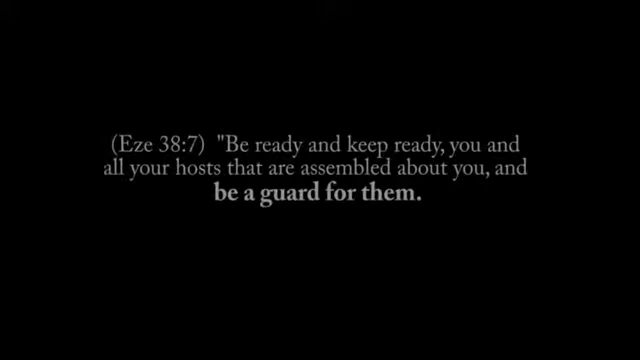 (Eze 38:7) "Be ready and keep ready, you and
all your hosts that are assembled about you, and
be a guard for them.